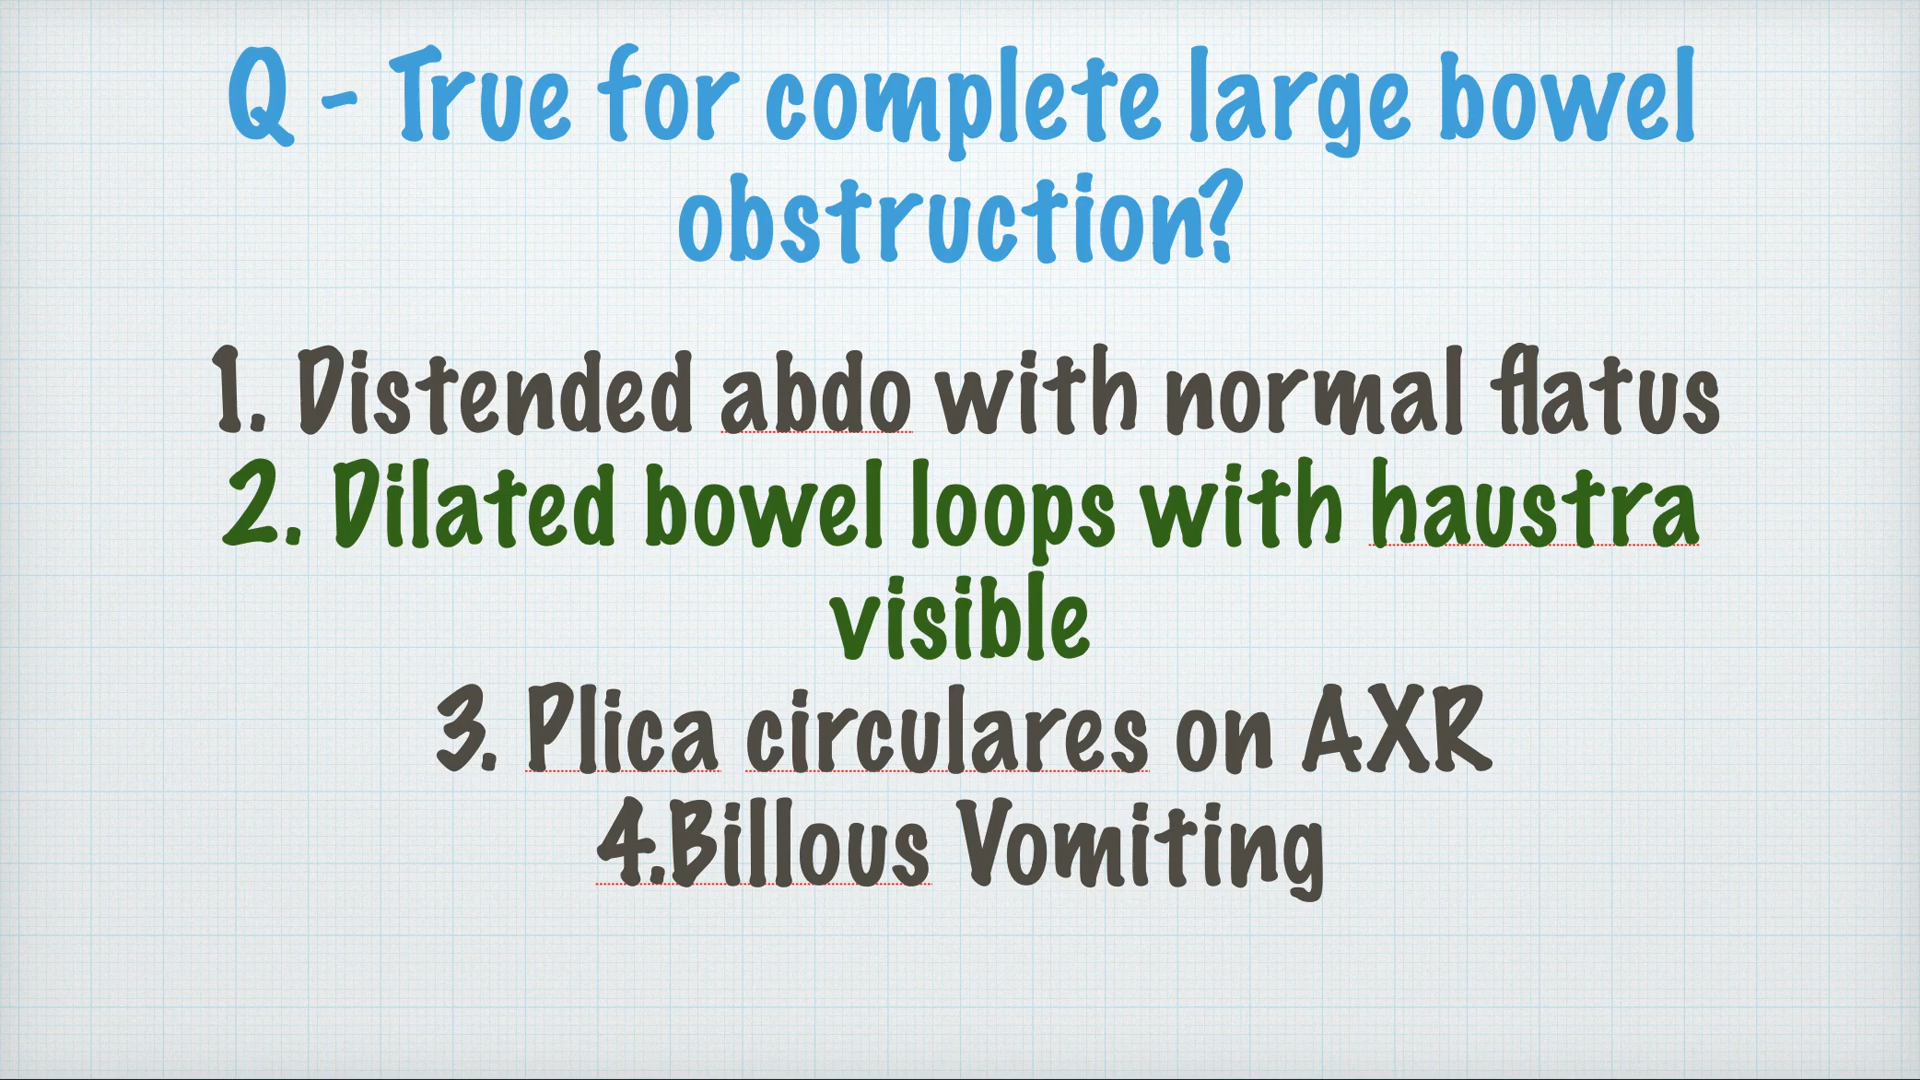 Q - True for complete large bowel
obstruction?
1. Distended abdo with normal flatus
2. Dilated bowel loops with haustra
visible
3. Plica circulares on AXR
4.Billous Vomiting